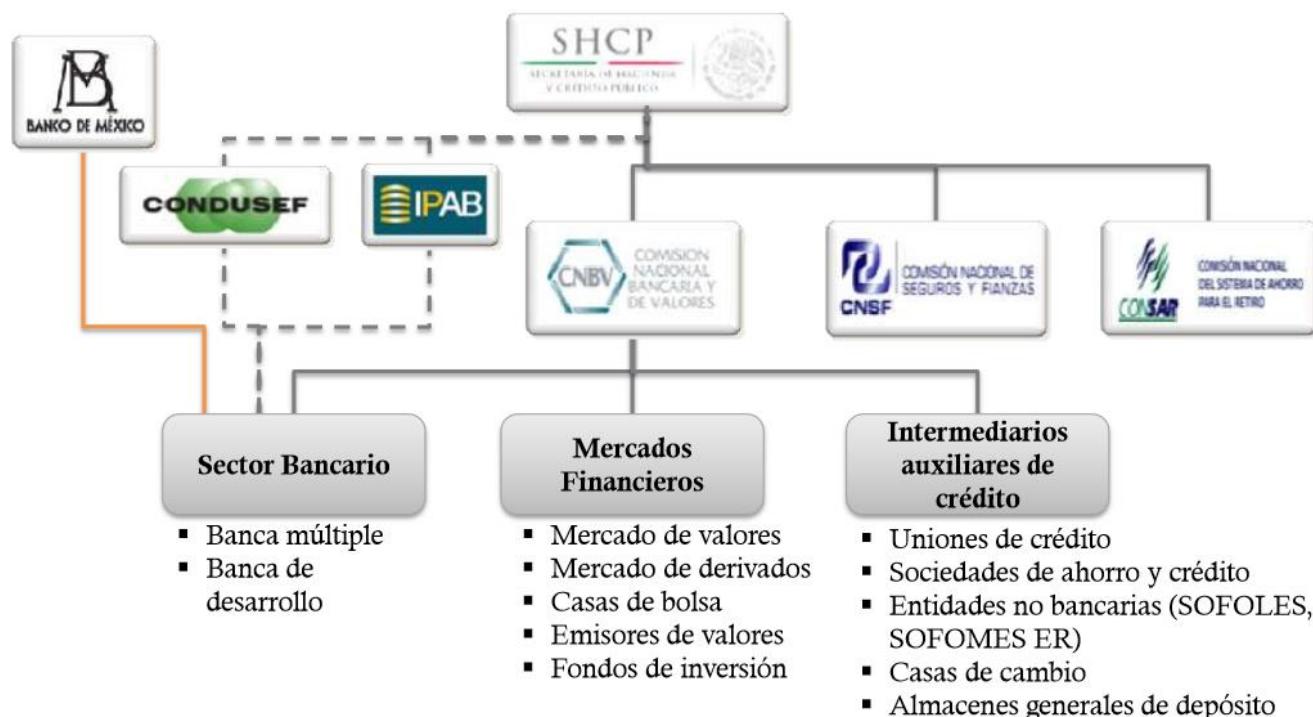 SHCP
SECRETARÍA DE HACIENDA
Y CRÉDITO PÚBLICO
BANCO DE MÉXICO
CONDUSEF
IPAB
CNBV
COMISION
NACIONAL
BANCARIA Y
DE VALORES
CNSF
COMISIÓN NACIONAL DE
SEGUROS Y FIANZAS
CONSAR
COMISIÓN NACIONAL
DEL SISTEMA DE AHORRO
PARA EL RETIRO
Sector Bancario
▪ Banca múltiple
▪ Banca de
desarrollo
Mercados
Financieros
▪ Mercado de valores
▪ Mercado de derivados
▪ Casas de bolsa
▪ Emisores de valores
▪ Fondos de inversión
Intermediarios
auxiliares de
crédito
▪ Uniones de crédito
▪ Sociedades de ahorro y crédito
▪ Entidades no bancarias (SOFOLES,
SOFOMES ER)
▪ Casas de cambio
▪ Almacenes generales de depósito